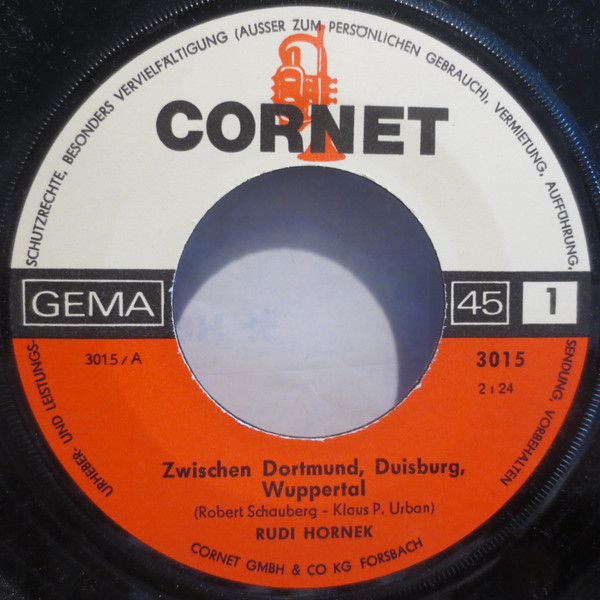 URHEBER- UND LEISTUNGS-
SCHUTZRECHTE, BESONDERS VERVIELFÄLTIGUNG (AUSSER ZUM PERSÖNLICHEN GEBRAUCH), VERMIETUNG, AUFFÜHRUNG,
SENDUNG, VORBEHALTEN
CORNET
GEMA
45
1
3015/A
3015
2:24
Zwischen Dortmund, Duisburg,
Wuppertal
(Robert Schauberg - Klaus P. Urban)
RUDI HORNEK
CORNET GMBH & CO KG FORSBACH